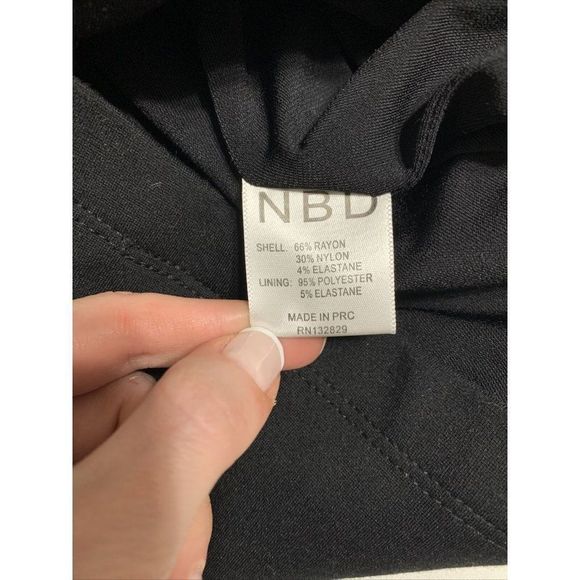 NBD
SHELL: 66% RAYON
30% NYLON
4% ELASTANE
LINING: 95% POLYESTER
5% ELASTANE
MADE IN PRC
RN132829